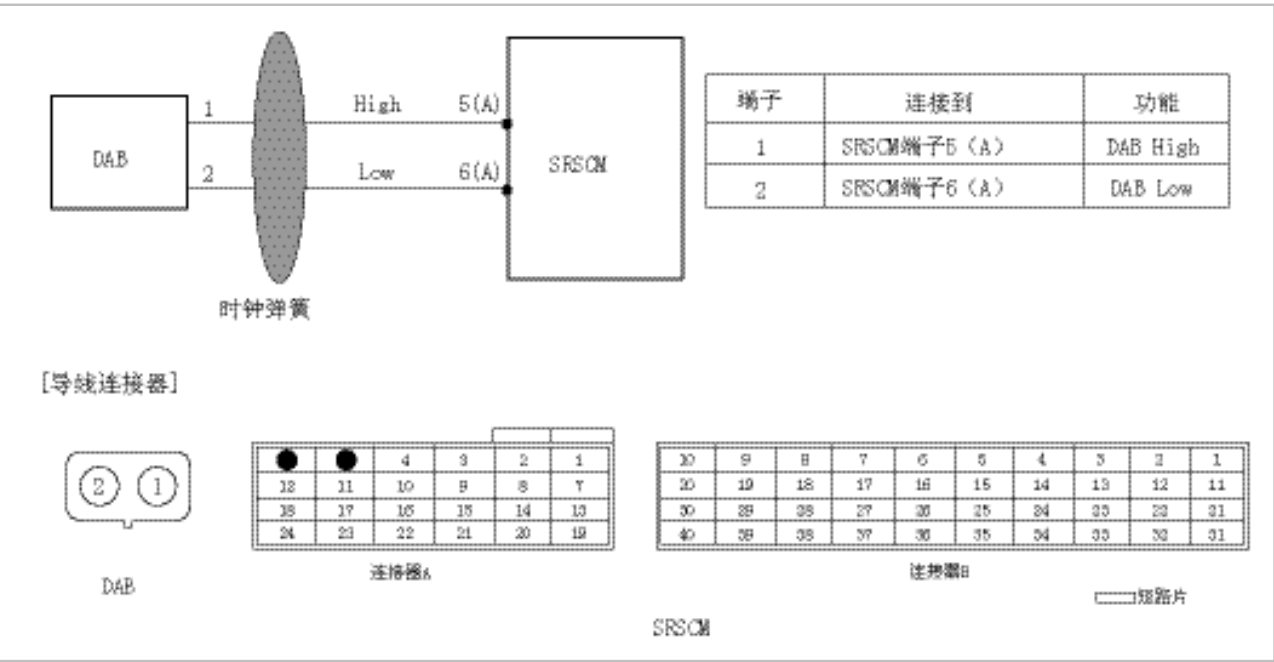 DAB
1
2
High
Low
5(A)
6(A)
SRSCM
时钟弹簧
端子 连接到 功能
1 SRSCM端子5（A） DAB High
2 SRSCM端子6（A） DAB Low
[导线连接器]
2 1
DAB
4 3 2 1
12 11 10 9 8 7
18 17 16 15 14 13
24 23 22 21 20 19
连接器A
10 9 8 7 6 5 4 3 2 1
20 19 18 17 16 15 14 13 12 11
30 29 28 27 26 25 24 23 22 21
40 39 38 37 36 35 34 33 32 31
连接器B
短路片
SRSCM